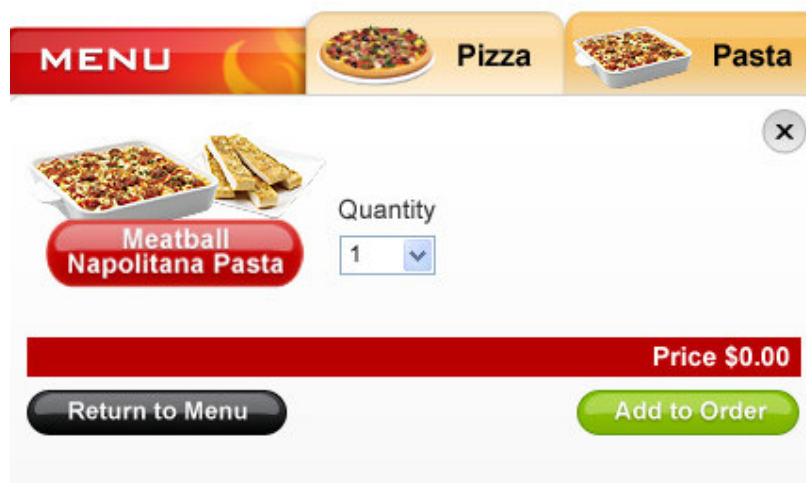 MENU
Pizza
Pasta
x
Quantity
Meatball
Napolitana Pasta
1
Price $0.00
Return to Menu
Add to Order